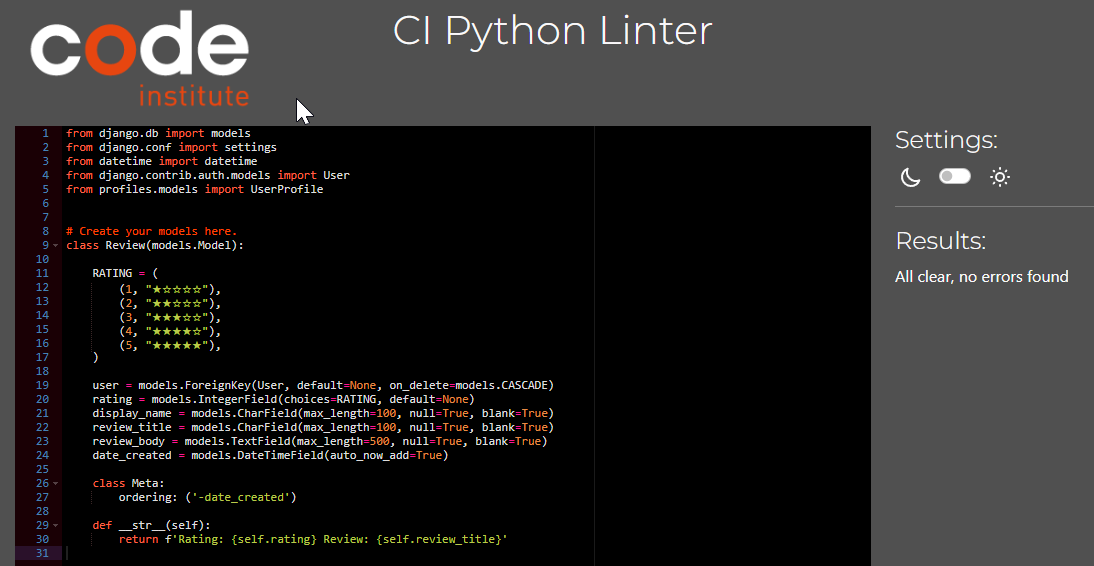 code
institute
CI Python Linter
1 from django.db import models
2 from django.conf import settings
3 from datetime import datetime
4 from django.contrib.auth.models import User
5 from profiles.models import UserProfile
6
7
8 # Create your models here.
9 class Review(models.Model):
10
11     RATING = (
12         (1, "★☆☆☆☆"),
13         (2, "★★☆☆☆"),
14         (3, "★★★☆☆"),
15         (4, "★★★★☆"),
16         (5, "★★★★★"),
17     )
18
19     user = models.ForeignKey(User, default=None, on_delete=models.CASCADE)
20     rating = models.IntegerField(choices=RATING, default=None)
21     display_name = models.CharField(max_length=100, null=True, blank=True)
22     review_title = models.CharField(max_length=100, null=True, blank=True)
23     review_body = models.TextField(max_length=500, null=True, blank=True)
24     date_created = models.DateTimeField(auto_now_add=True)
25
26     class Meta:
27         ordering: ('-date_created')
28
29     def __str__(self):
30         return f'Rating: {self.rating} Review: {self.review_title}'
31
Settings:
Results:
All clear, no errors found